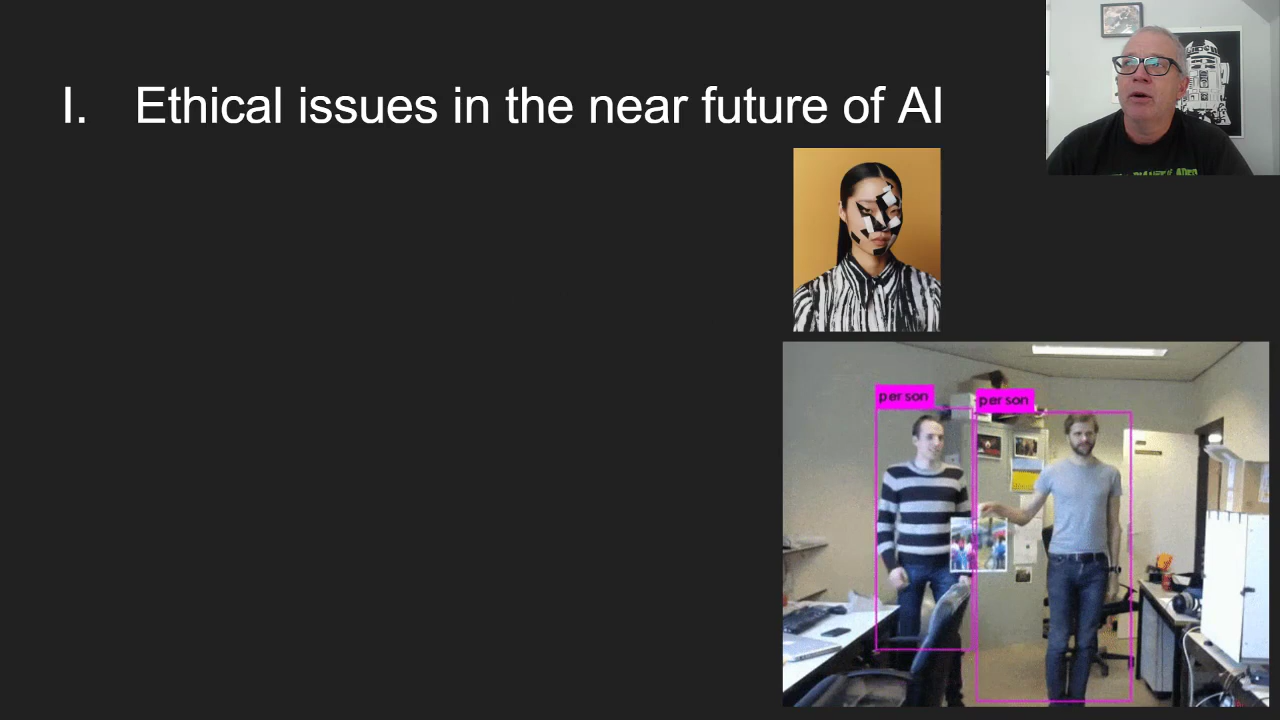 I. Ethical issues in the near future of AI
person
person